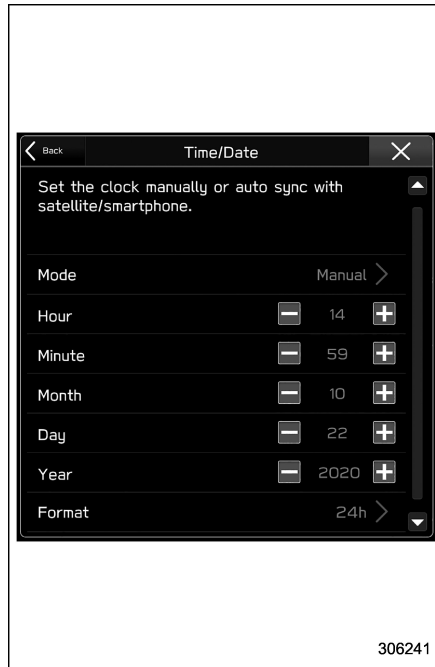 Back Time/Date
Set the clock manually or auto sync with
satellite/smartphone.
Mode Manual
Hour 14
Minute 59
Month 10
Day 22
Year 2020
Format 24h
306241